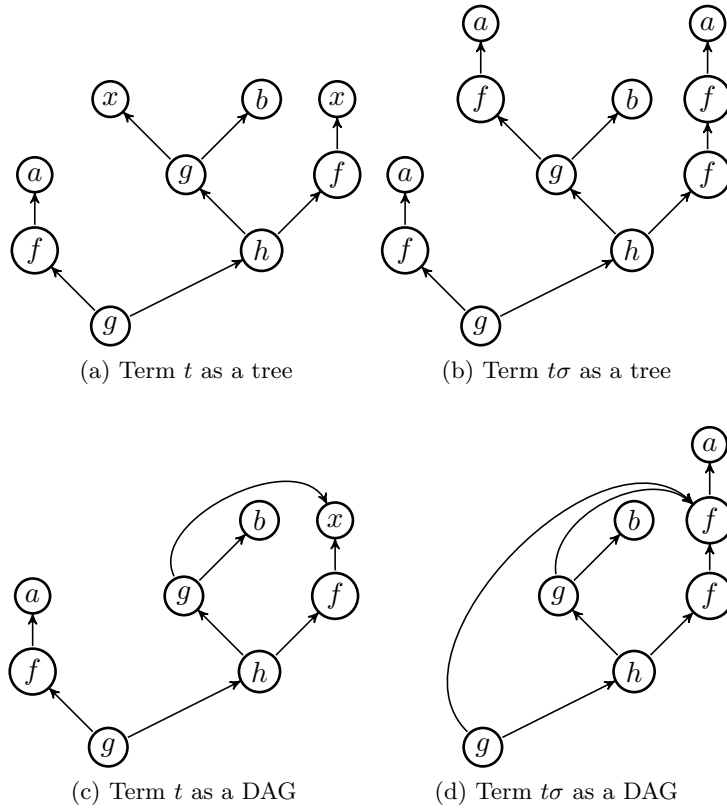 a a
x b x f b f
a g f a g f
f h f h
g g
(a) Term t as a tree (b) Term tσ as a tree
a
b x b f
a g f g f
f h h
g g
(c) Term t as a DAG (d) Term tσ as a DAG